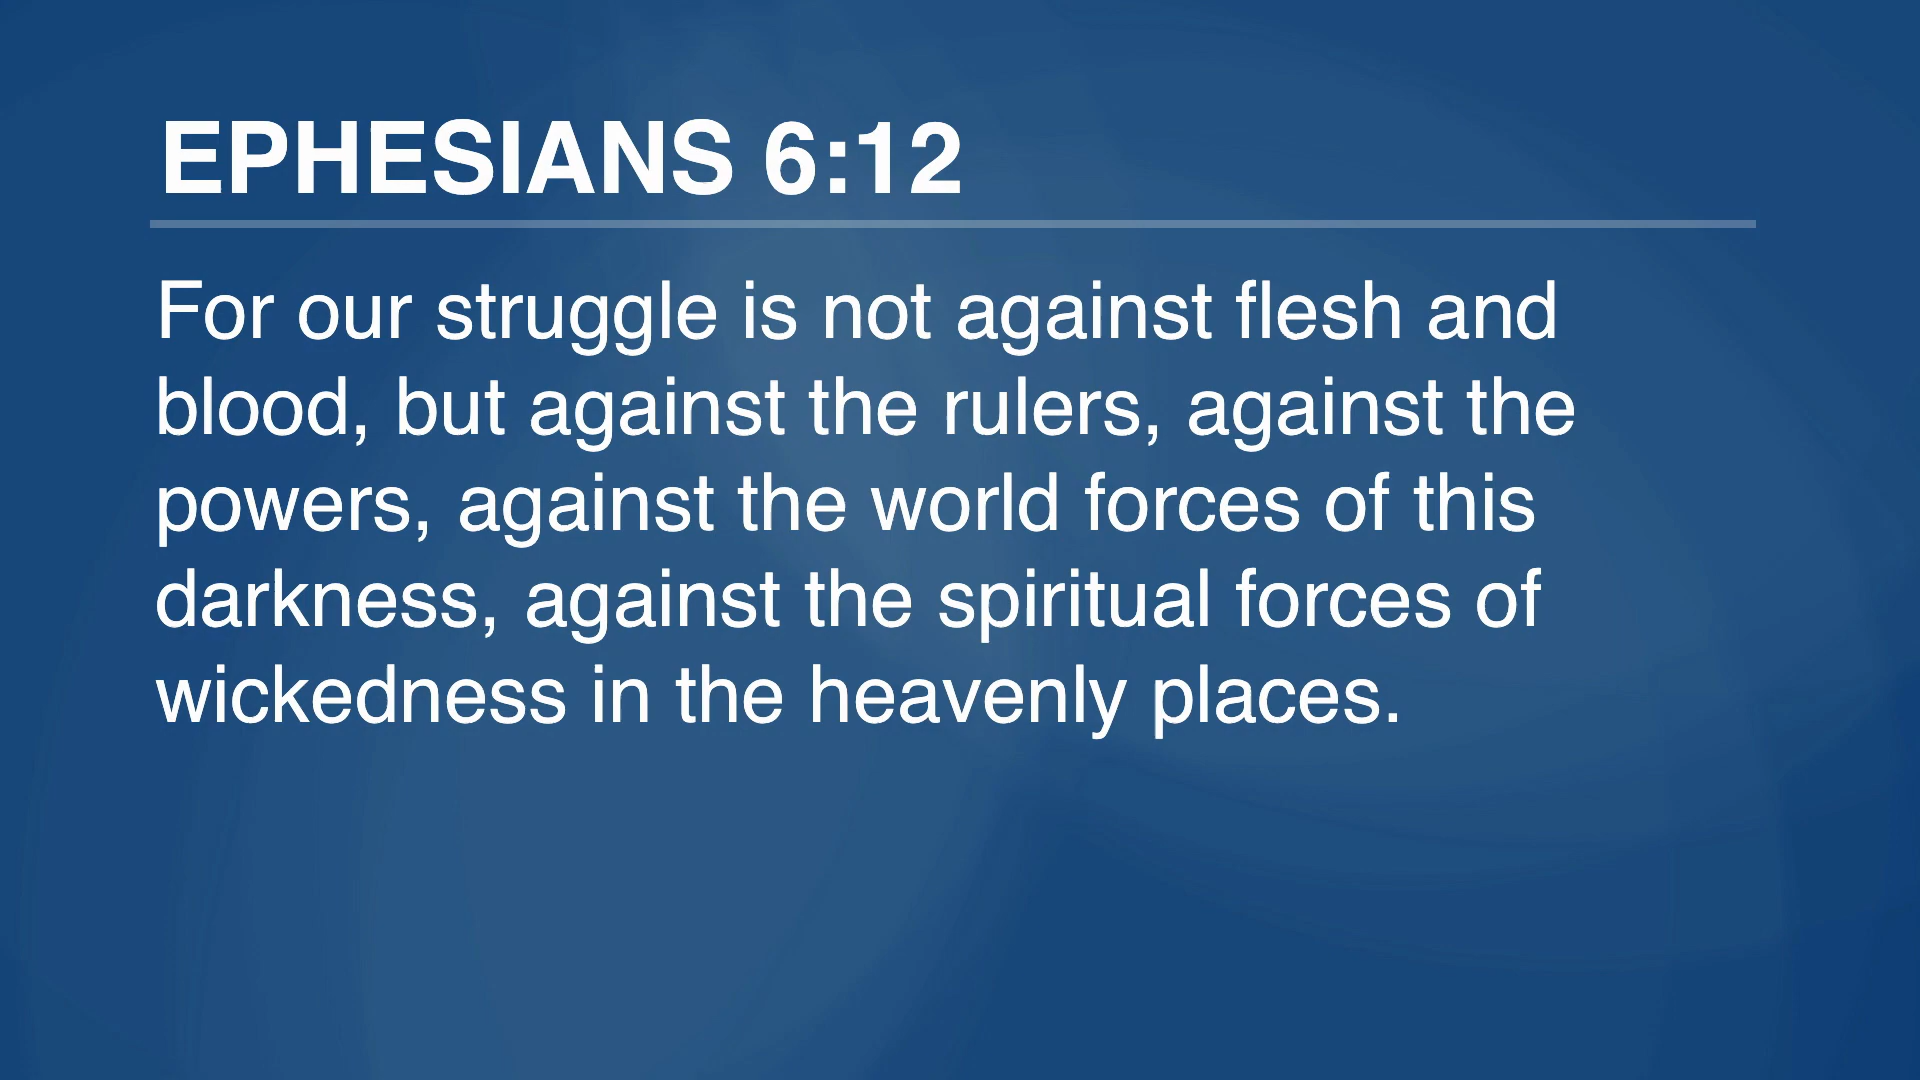 EPHESIANS 6:12
For our struggle is not against flesh and
blood, but against the rulers, against the
powers, against the world forces of this
darkness, against the spiritual forces of
wickedness in the heavenly places.